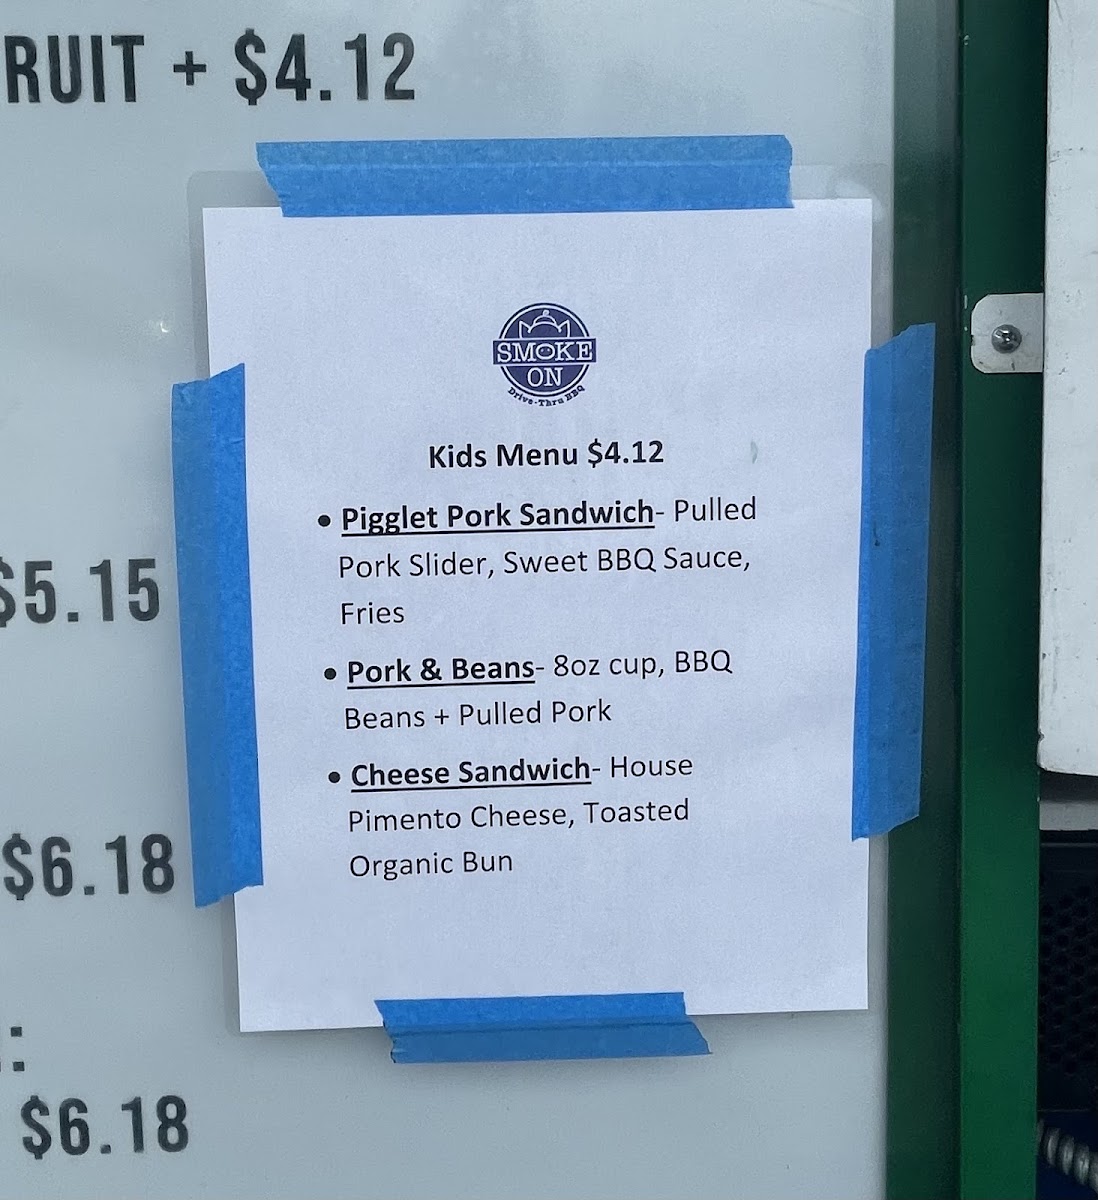 RUIT + $4.12
SMOKE
ON
Drive-Thru BBQ
Kids Menu $4.12
• Pigglet Pork Sandwich- Pulled
Pork Slider, Sweet BBQ Sauce,
Fries
• Pork & Beans- 8oz cup, BBQ
Beans + Pulled Pork
• Cheese Sandwich- House
Pimento Cheese, Toasted
Organic Bun
$5.15
$6.18
:
$6.18